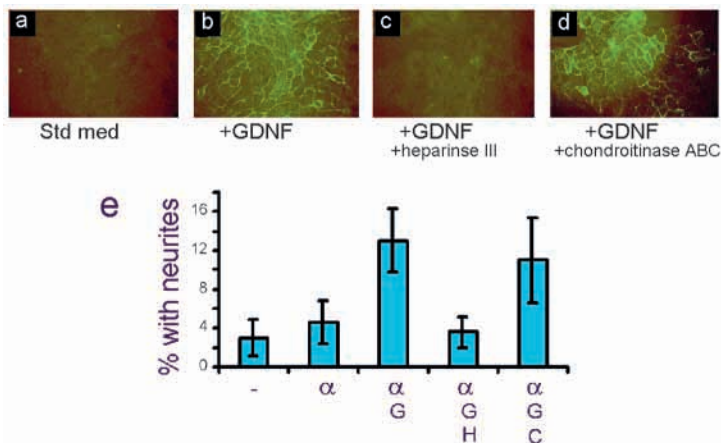 a b c d
Std med +GDNF +GDNF +GDNF
+heparinse III +chondroitinase ABC
e
% with neurites
16
12
8
4
0
- α α α α
G G G
H C